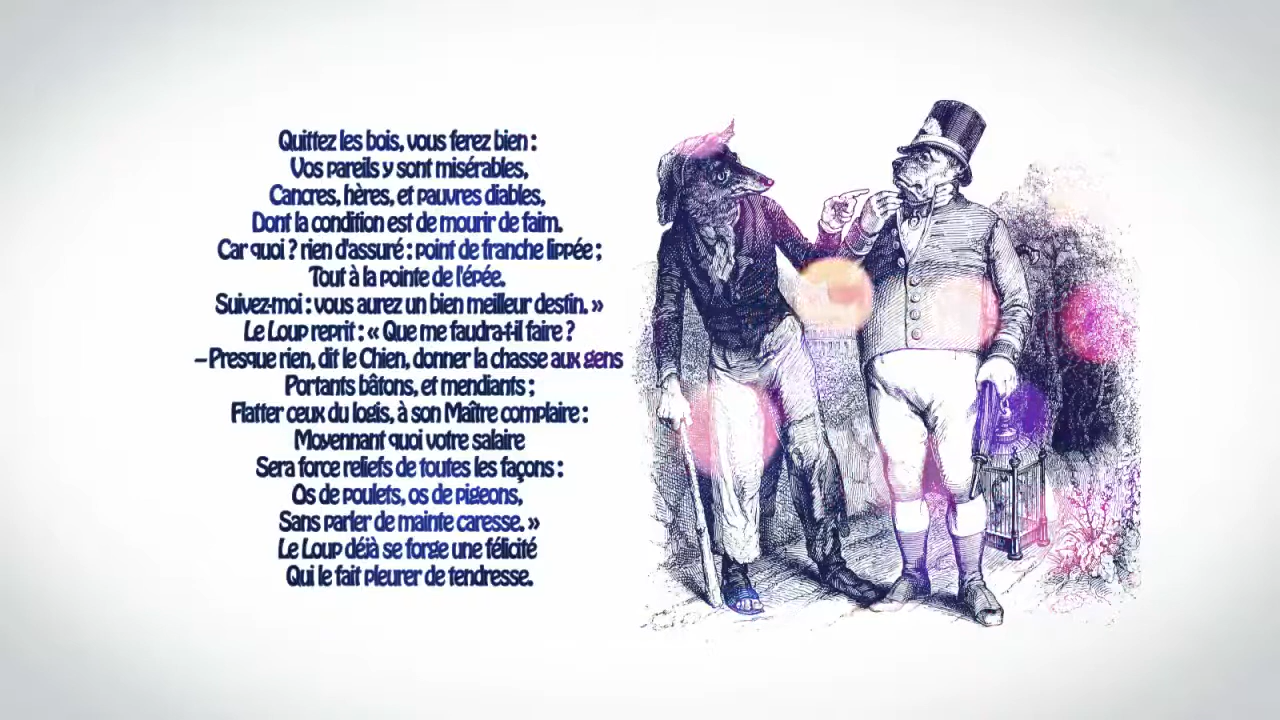 Quittez les bois, vous ferez bien :
Vos pareils y sont misérables,
Cancres, hères, et pauvres diables,
Dont la condition est de mourir de faim.
Car quoi ? rien d'assuré : point de franche lippée ;
Tout à la pointe de l'épée.
Suivez-moi : vous aurez un bien meilleur destin. »
Le Loup reprit : « Que me faudra-t-il faire ?
– Presque rien, dit le Chien, donner la chasse aux gens
Portants bâtons, et mendiants ;
Flatter ceux du logis, à son Maître complaire :
Moyennant quoi votre salaire
Sera force reliefs de toutes les façons :
Os de poulets, os de pigeons,
Sans parler de mainte caresse. »
Le Loup déjà se forge une félicité
Qui le fait pleurer de tendresse.